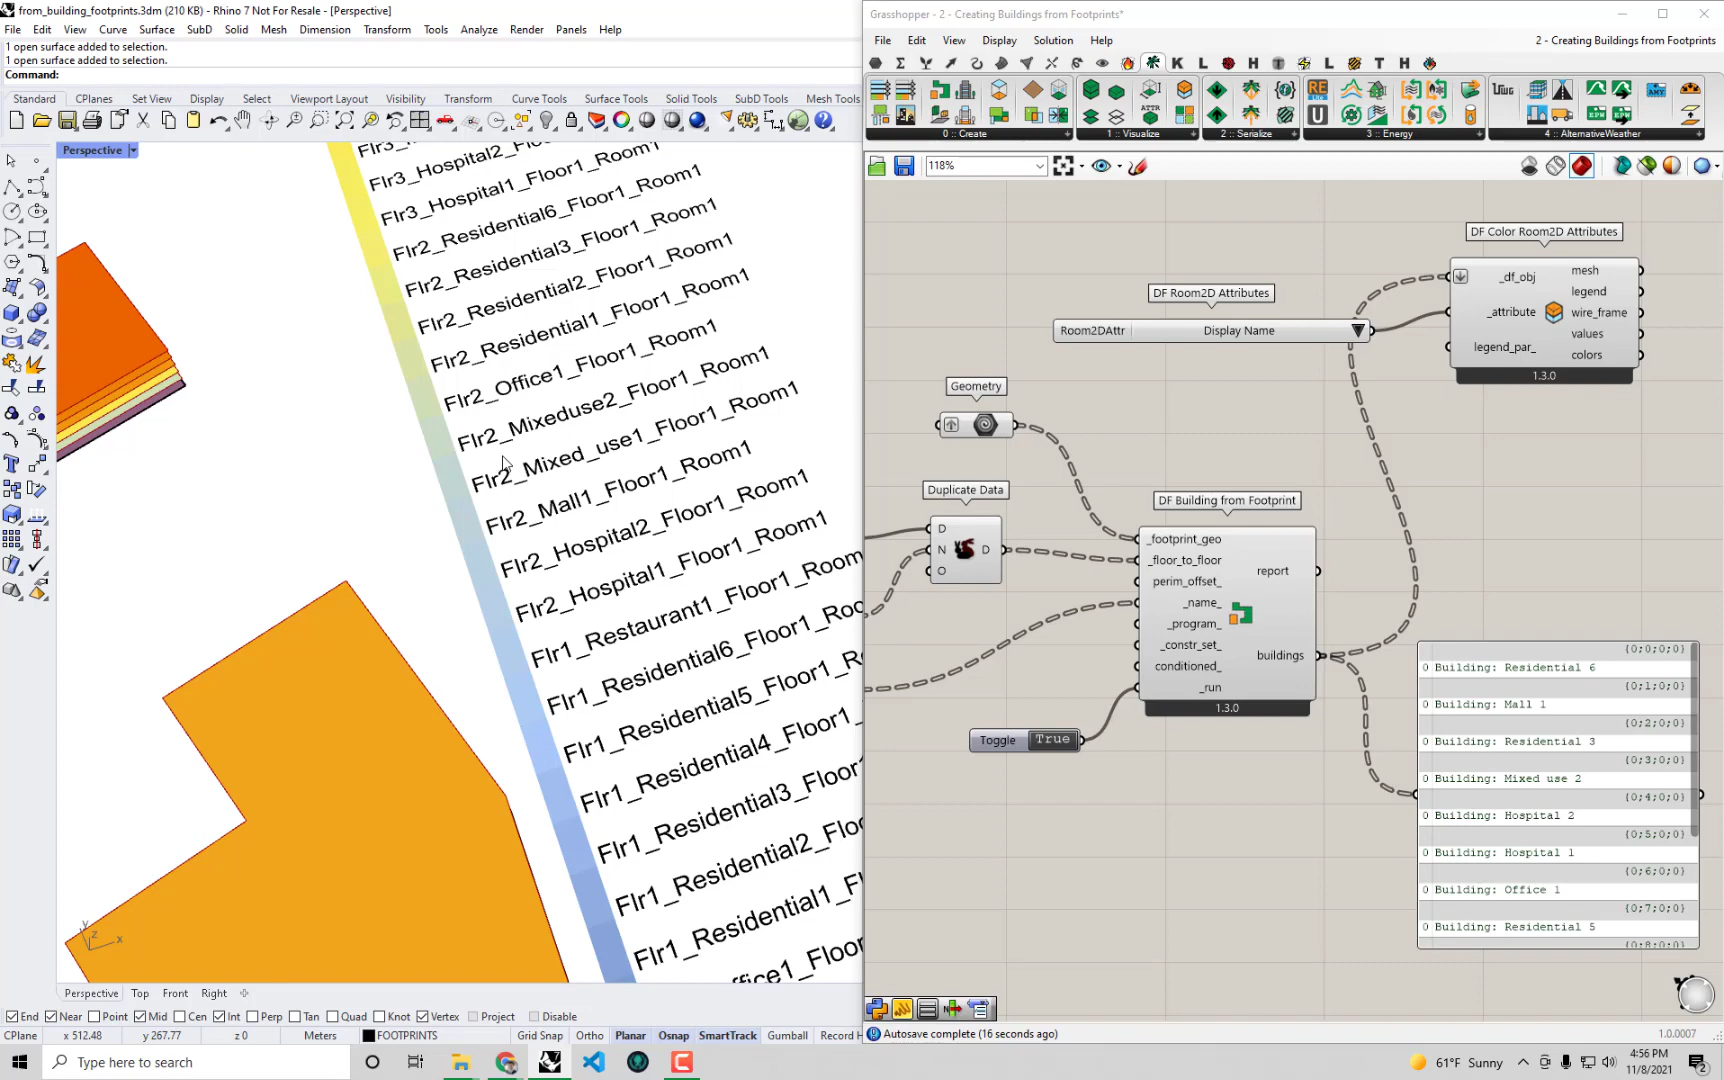 from_building_footprints.3dm (210 KB) - Rhino 7 Not For Resale - [Perspective]
File Edit View Curve Surface SubD Solid Mesh Dimension Transform Tools Analyze Render Panels Help
1 open surface added to selection.
1 open surface added to selection.
Command:
Standard CPlanes Set View Display Select Viewport Layout Visibility Transform Curve Tools Surface Tools Solid Tools SubD Tools Mesh Tools
Perspective
Flr3_Hospital2_
Flr3_Hospital1_Floor1_Room1
Flr2_Residential6_Floor1_Room1
Flr2_Residential3_Floor1_Room1
Flr2_Residential2_Floor1_Room1
Flr2_Residential1_Floor1_Room1
Flr2_Office1_Floor1_Room1
Flr2_Mixeduse2_Floor1_Room1
Flr2_Mixed_use1_Floor1_Room1
Flr2_Mall1_Floor1_Room1
Flr2_Hospital2_Floor1_Room1
Flr2_Hospital1_Floor1_Room1
Flr1_Restaurant1_Floor1_Room
Flr1_Residential6_Floor1_Roo
Flr1_Residential5_Floor1_R
Flr1_Residential4_Floor1_
Flr1_Residential3_Floor1
Flr1_Residential2_Flo
Flr1_Residential1_F
ffice1_Floo
z
x
Perspective Top Front Right
End Near Point Mid Cen Int Perp Tan Quad Knot Vertex Project Disable
CPlane x 512.48 y 267.77 z 0 Meters FOOTPRINTS Grid Snap Ortho Planar Osnap SmartTrack Gumball Record H
Grasshopper - 2 - Creating Buildings from Footprints*
File Edit View Display Solution Help
2 - Creating Buildings from Footprints
K L H L T H
0 :: Create 1 :: Visualize 2 :: Serialize 3 :: Energy 4 :: AlternativeWeather
118%
DF Color Room2D Attributes
_df_obj
_attribute
legend_par_
mesh
legend
wire_frame
values
colors
1.3.0
DF Room2D Attributes
Room2DAttr Display Name
Geometry
Duplicate Data
D
N
O
D
DF Building from Footprint
_footprint_geo
_floor_to_floor
perim_offset_
_name_
_program_
_constr_set_
conditioned_
_run
report
buildings
1.3.0
Toggle True
{0;0;0;0}
0 Building: Residential 6
{0;1;0;0}
0 Building: Mall 1
{0;2;0;0}
0 Building: Residential 3
{0;3;0;0}
0 Building: Mixed use 2
{0;4;0;0}
0 Building: Hospital 2
{0;5;0;0}
0 Building: Hospital 1
{0;6;0;0}
0 Building: Office 1
{0;7;0;0}
0 Building: Residential 5
{0;8;0;0}
Autosave complete (16 seconds ago)
1.0.0007
Type here to search
61°F Sunny
4:56 PM
11/8/2021
2